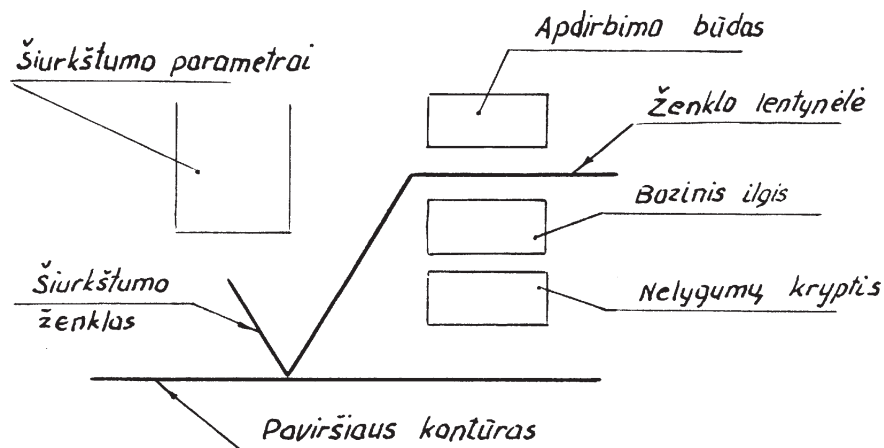 Apdirbimo būdas
Šiurkštumo parametrai
Ženklo lentynėlė
Bazinis ilgis
Šiurkštumo
ženklas
Nelygumų kryptis
Paviršiaus kontūras